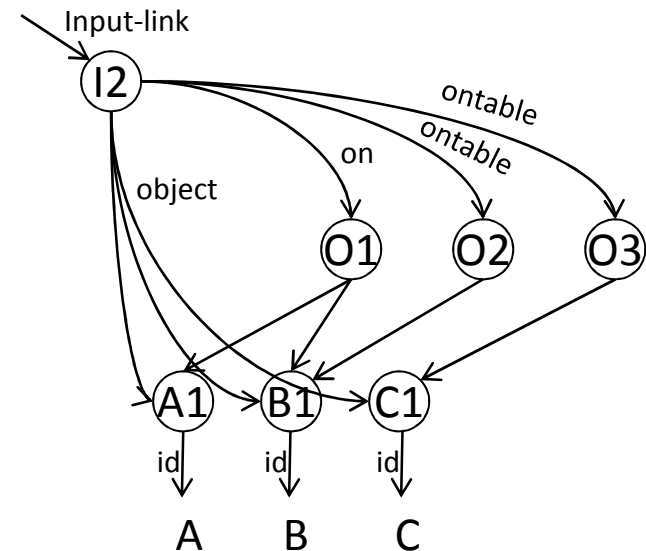 Input-link
I2
ontable
ontable
on
object
O1 O2 O3
A1 B1 C1
id id id
A B C